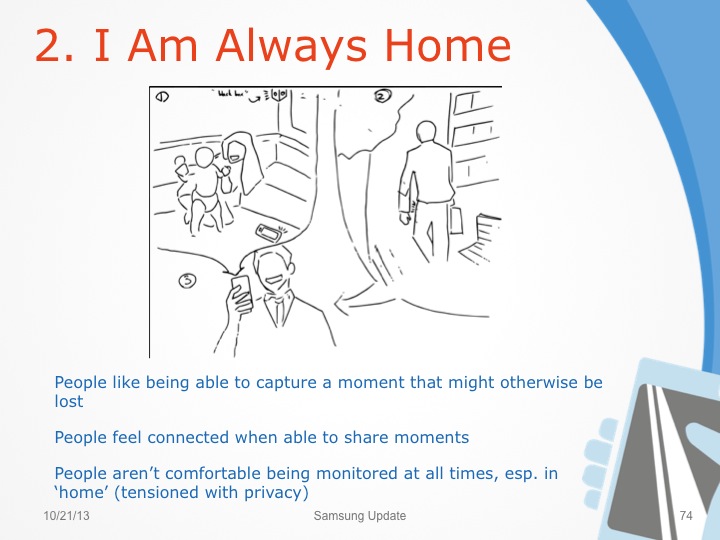 2. I Am Always Home
1
2
3
People like being able to capture a moment that might otherwise be
lost
People feel connected when able to share moments
People aren’t comfortable being monitored at all times, esp. in
‘home’ (tensioned with privacy)
10/21/13
Samsung Update
74